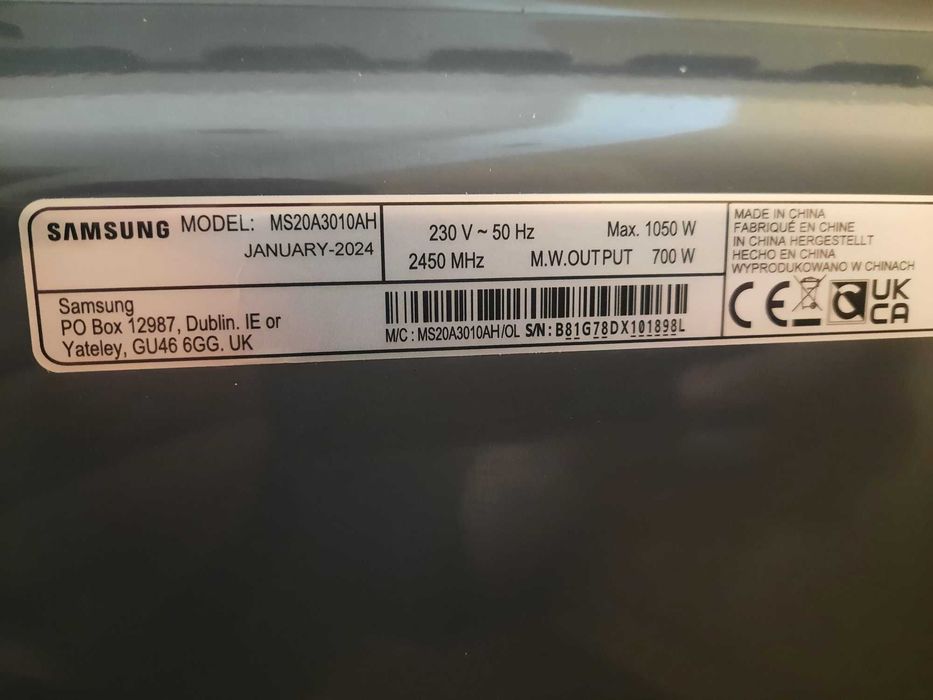 SAMSUNG MODEL: MS20A3010AH
JANUARY-2024
230 V ~ 50 Hz Max. 1050 W
2450 MHz M.W.OUTPUT 700 W
MADE IN CHINA
FABRIQUÉ EN CHINE
IN CHINA HERGESTELLT
HECHO EN CHINA
WYPRODUKOWANO W CHINACH
Samsung
PO Box 12987, Dublin. IE or
Yateley, GU46 6GG. UK
M/C : MS20A3010AH/OL S/N : B81G78DX101898L
CE
UK
CA